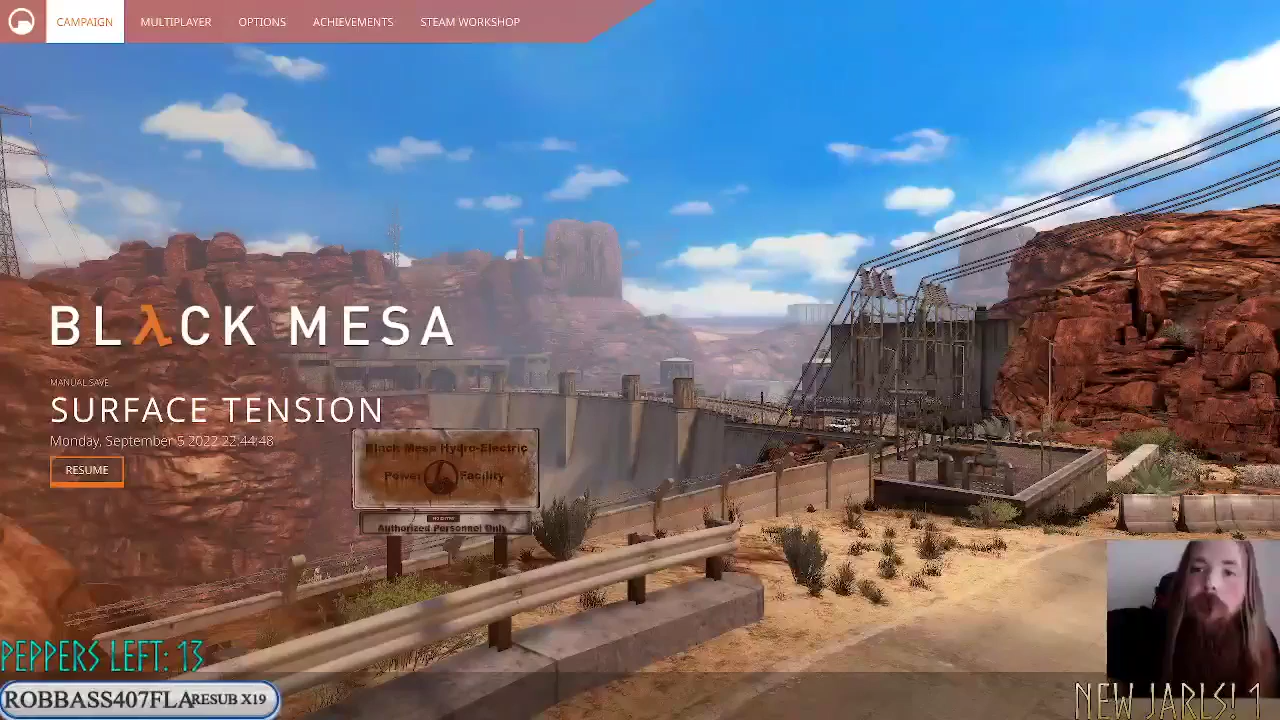 CAMPAIGN MULTIPLAYER OPTIONS ACHIEVEMENTS STEAM WORKSHOP
BLλCK MESA
MANUAL SAVE
SURFACE TENSION
Monday, September 5 2022 22:44:48
RESUME
Black Mesa Hydro-Electric
Power Facility
Authorized Personnel Only
PEPPERS LEFT: 13
ROBBASS407FLA RESUB X19
NEW JARLS! 1